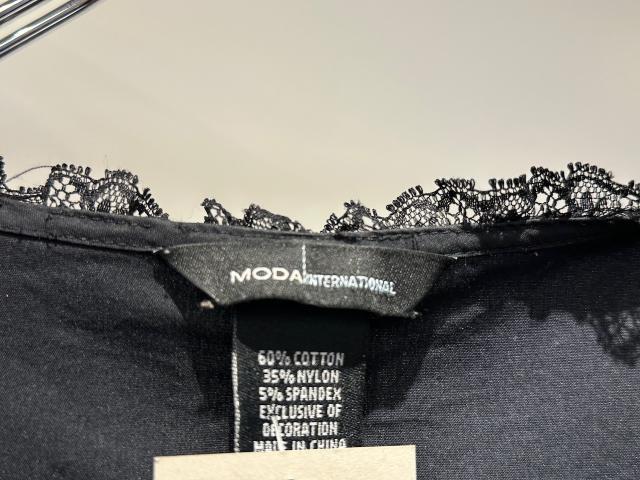 MODA INTERNATIONAL
60% COTTON
35% NYLON
5% SPANDEX
EXCLUSIVE OF
DECORATION
MADE IN CHINA